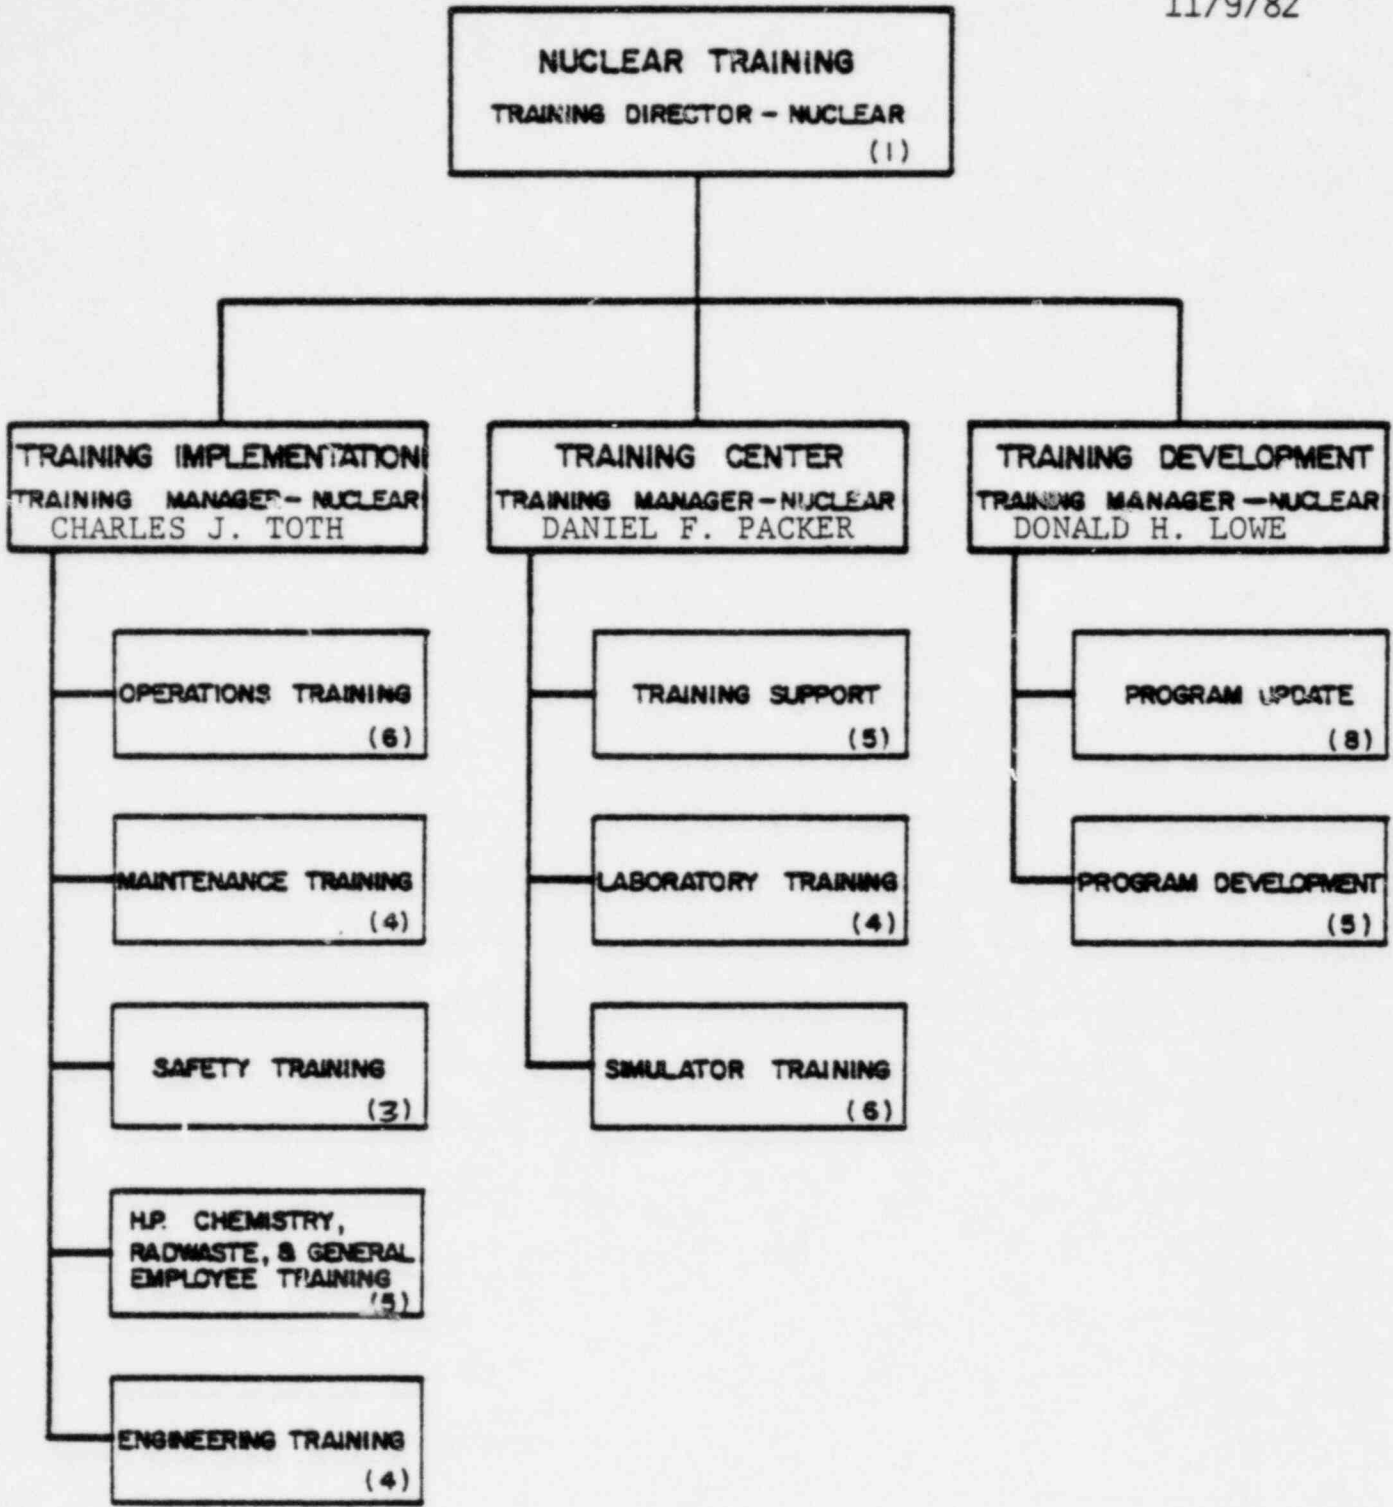 11/9/82
NUCLEAR TRAINING
TRAINING DIRECTOR - NUCLEAR
(1)
TRAINING IMPLEMENTATION
TRAINING MANAGER - NUCLEAR
CHARLES J. TOTH
OPERATIONS TRAINING
(6)
MAINTENANCE TRAINING
(4)
SAFETY TRAINING
(3)
H.P. CHEMISTRY,
RADWASTE, & GENERAL
EMPLOYEE TRAINING
(5)
ENGINEERING TRAINING
(4)
TRAINING CENTER
TRAINING MANAGER - NUCLEAR
DANIEL F. PACKER
TRAINING SUPPORT
(5)
LABORATORY TRAINING
(4)
SIMULATOR TRAINING
(6)
TRAINING DEVELOPMENT
TRAINING MANAGER - NUCLEAR
DONALD H. LOWE
PROGRAM UPDATE
(8)
PROGRAM DEVELOPMENT
(5)